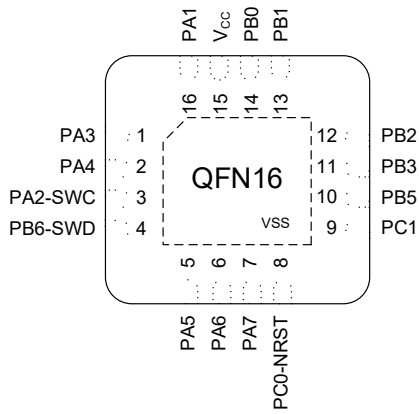 PA1 VCC PB0 PB1
16 15 14 13
PA3 1 12 PB2
PA4 2 11 PB3
QFN16
PA2-SWC 3 10 PB5
PB6-SWD 4 VSS 9 PC1
5 6 7 8
PA5 PA6 PA7 PC0-NRST